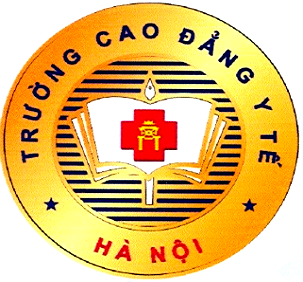 TRƯỜNG CAO ĐẲNG Y TẾ
HÀ NỘI